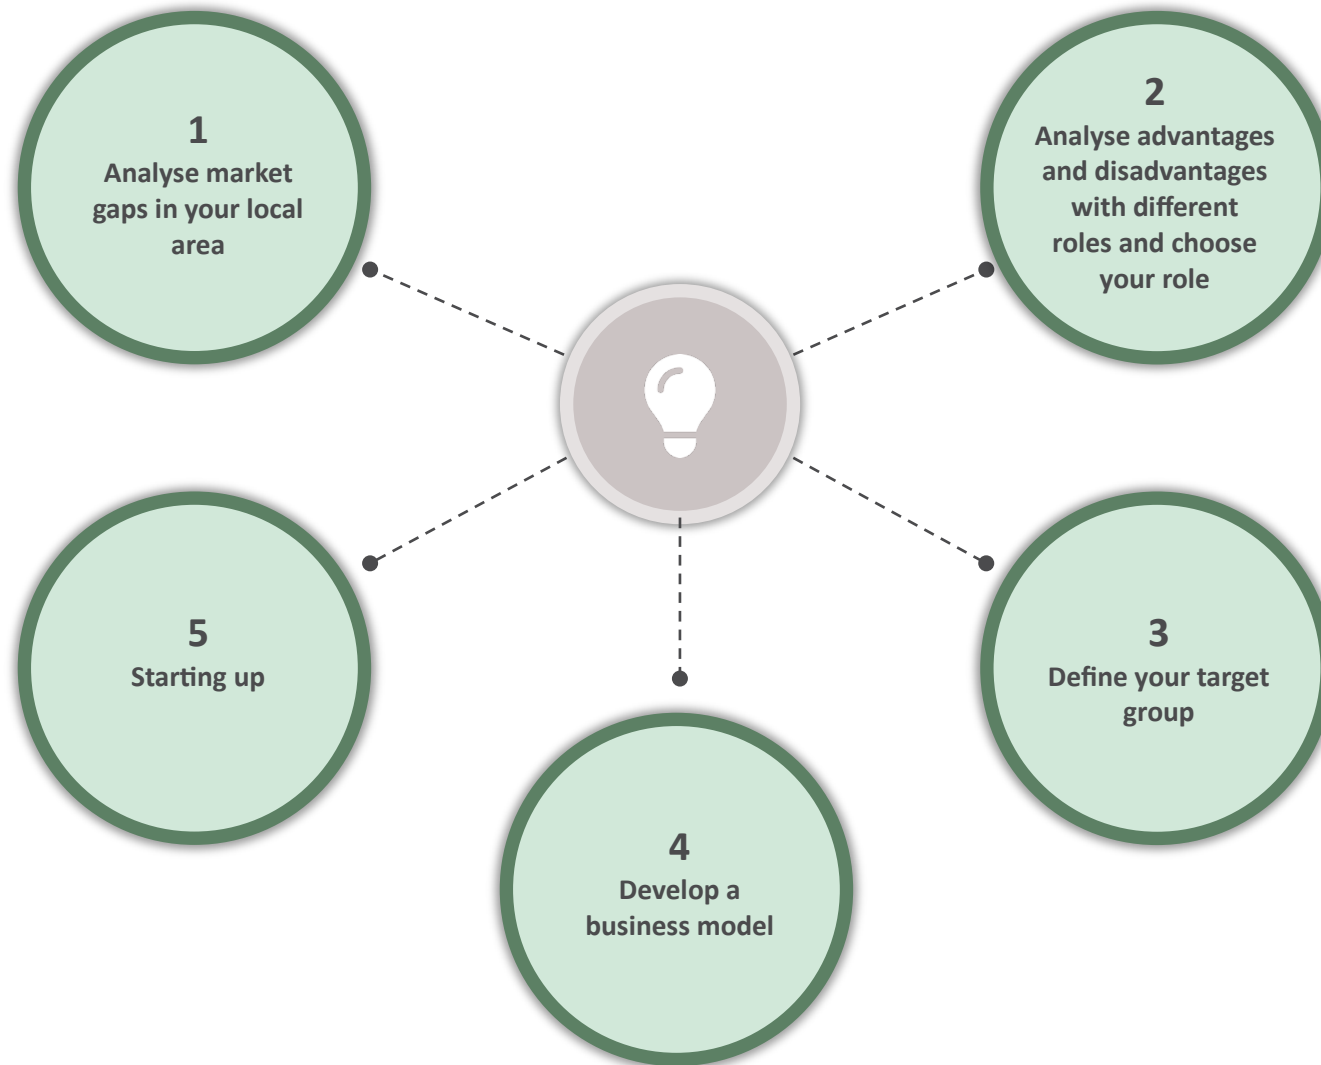 1
Analyse market
gaps in your local
area
2
Analyse advantages
and disadvantages
with different
roles and choose
your role
3
Define your target
group
4
Develop a
business model
5
Starting up